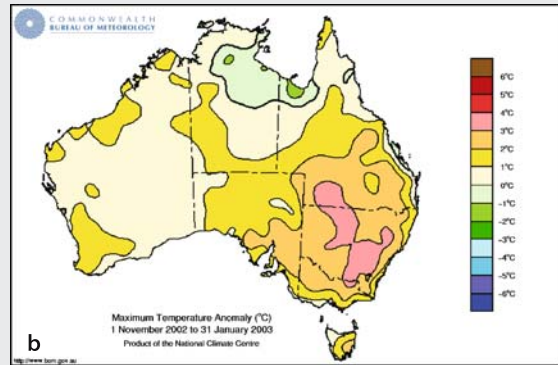 COMMONWEALTH
BUREAU OF METEOROLOGY
6°C
5°C
4°C
3°C
2°C
1°C
0°C
-1°C
-2°C
-3°C
-4°C
-5°C
-6°C
Maximum Temperature Anomaly (°C)
1 November 2002 to 31 January 2003
Product of the National Climate Centre
b
http://www.bom.gov.au